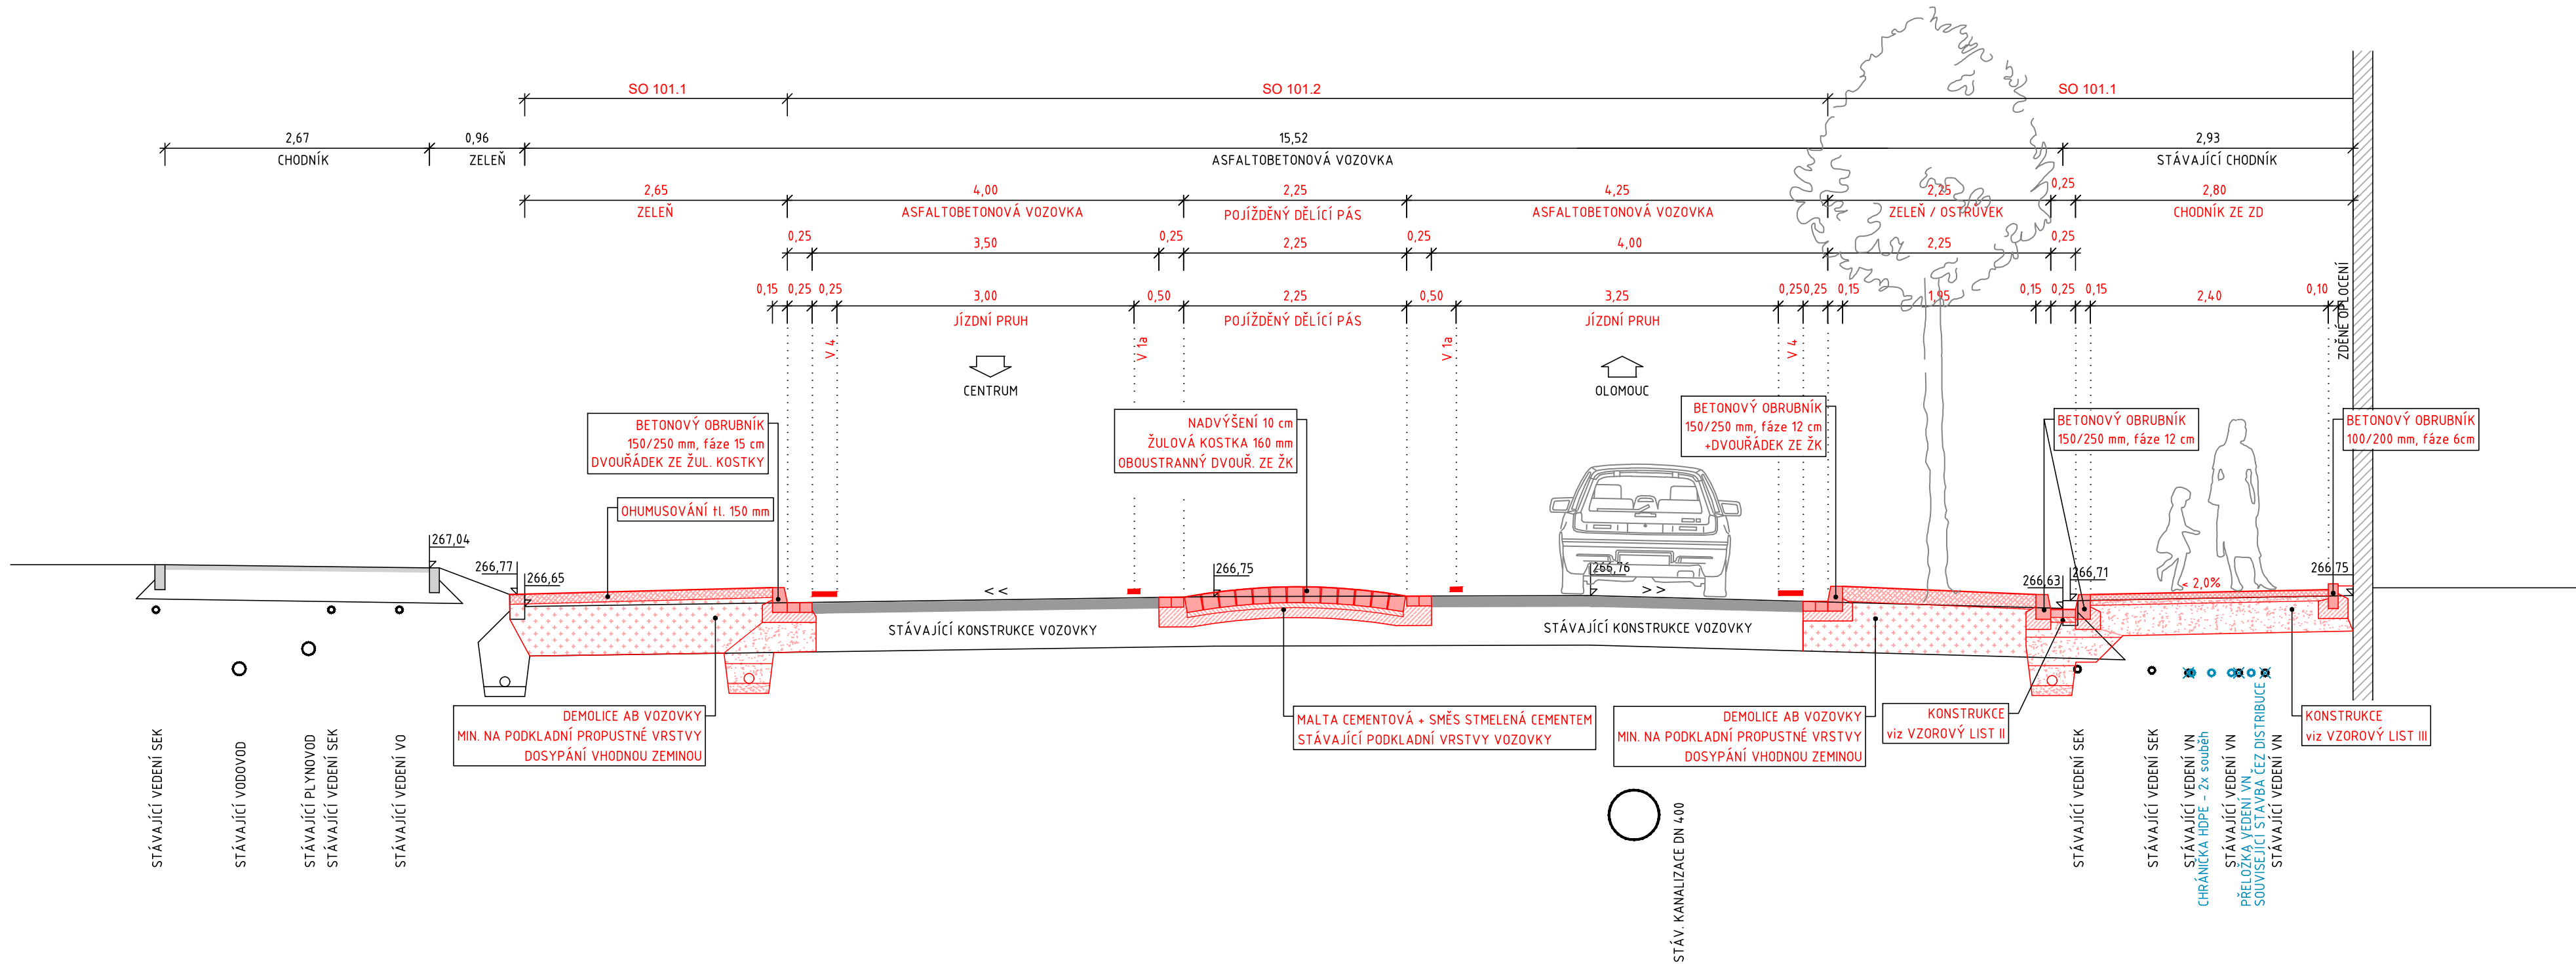 SO 101.1
SO 101.2
SO 101.1
2,67
0,96
15,52
2,93
CHODNÍK
ZELEŇ
ASFALTOBETONOVÁ VOZOVKA
STÁVAJÍCÍ CHODNÍK
2,65
4,00
2,25
4,25
2,25
0,25
2,80
ZELEŇ
ASFALTOBETONOVÁ VOZOVKA
POJÍŽDĚNÝ DĚLÍCÍ PÁS
ASFALTOBETONOVÁ VOZOVKA
ZELEŇ / OSTRŮVEK
CHODNÍK ZE ZD
0,25
3,50
0,25
2,25
0,25
4,00
2,25
0,25
0,15
0,25
0,25
3,00
0,50
2,25
0,50
3,25
0,25
0,25
0,15
1,95
0,15
0,25
0,15
2,40
0,10
JÍZDNÍ PRUH
POJÍŽDĚNÝ DĚLÍCÍ PÁS
JÍZDNÍ PRUH
ZDĚNÉ OPLOCENÍ
V 4
V 1a
V 1a
V 4
CENTRUM
OLOMOUC
BETONOVÝ OBRUBNÍK
150/250 mm, fáze 15 cm
DVOUŘÁDEK ZE ŽUL. KOSTKY
NADVÝŠENÍ 10 cm
ŽULOVÁ KOSTKA 160 mm
OBOUSTRANNÝ DVOUŘ. ZE ŽK
BETONOVÝ OBRUBNÍK
150/250 mm, fáze 12 cm
+DVOUŘÁDEK ZE ŽK
BETONOVÝ OBRUBNÍK
150/250 mm, fáze 12 cm
BETONOVÝ OBRUBNÍK
100/200 mm, fáze 6cm
OHUMUSOVÁNÍ tl. 150 mm
267,04
266,77
266,65
266,75
266,76
266,63
266,71
266,75
< <
> >
< 2,0%
STÁVAJÍCÍ KONSTRUKCE VOZOVKY
STÁVAJÍCÍ KONSTRUKCE VOZOVKY
DEMOLICE AB VOZOVKY
MIN. NA PODKLADNÍ PROPUSTNÉ VRSTVY
DOSYPÁNÍ VHODNOU ZEMINOU
MALTA CEMENTOVÁ + SMĚS STMELENÁ CEMENTEM
STÁVAJÍCÍ PODKLADNÍ VRSTVY VOZOVKY
DEMOLICE AB VOZOVKY
MIN. NA PODKLADNÍ PROPUSTNÉ VRSTVY
DOSYPÁNÍ VHODNOU ZEMINOU
KONSTRUKCE
viz VZOROVÝ LIST II
KONSTRUKCE
viz VZOROVÝ LIST III
STÁVAJÍCÍ VEDENÍ SEK
STÁVAJÍCÍ VODOVOD
STÁVAJÍCÍ PLYNOVOD
STÁVAJÍCÍ VEDENÍ SEK
STÁVAJÍCÍ VEDENÍ VO
STÁV. KANALIZACE DN 400
STÁVAJÍCÍ VEDENÍ SEK
STÁVAJÍCÍ VEDENÍ SEK
STÁVAJÍCÍ VEDENÍ VN
CHRÁNIČKA HDPE - 2x souběh
STÁVAJÍCÍ VEDENÍ VN
PŘELOŽKA VEDENÍ VN
SOUVISEJÍCÍ STAVBA ČEZ DISTRIBUCE
STÁVAJÍCÍ VEDENÍ VN